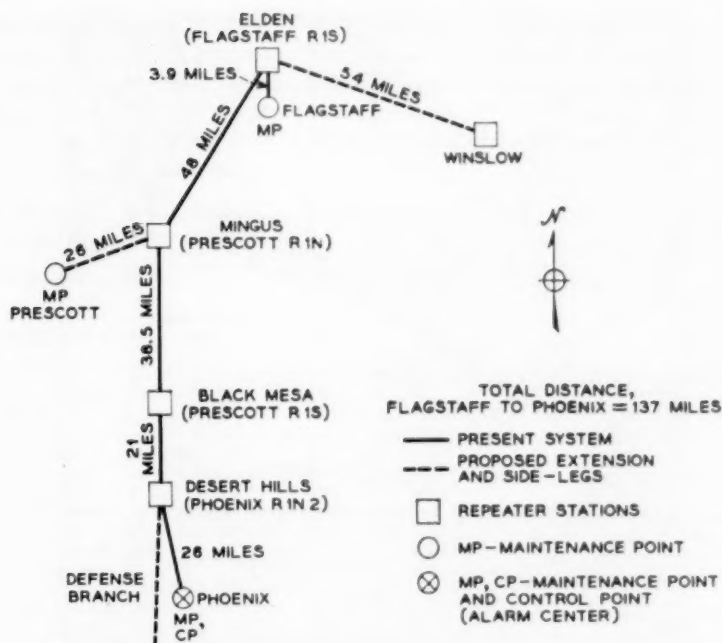 ELDEN
(FLAGSTAFF R1S)
3.9 MILES
54 MILES
FLAGSTAFF
MP
WINSLOW
48 MILES
N
MINGUS
(PRESCOTT R1N)
26 MILES
MP
PRESCOTT
38.5 MILES
BLACK MESA
(PRESCOTT R1S)
21
MILES
DESERT HILLS
(PHOENIX R1N2)
26 MILES
DEFENSE
BRANCH
PHOENIX
MP,
CP
TOTAL DISTANCE,
FLAGSTAFF TO PHOENIX = 137 MILES
PRESENT SYSTEM
PROPOSED EXTENSION
AND SIDE-LEGS
REPEATER STATIONS
MP-MAINTENANCE POINT
MP, CP-MAINTENANCE POINT
AND CONTROL POINT
(ALARM CENTER)